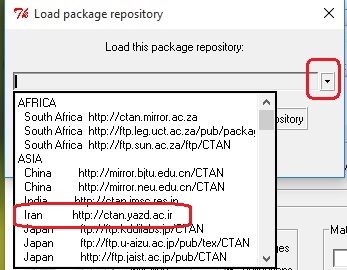 Load package repository
Load this package repository:
AFRICA
South Africa http://ctan.mirror.ac.za
South Africa http://ftp.leg.uct.ac.za/pub/packag
South Africa http://ftp.sun.ac.za/ftp/CTAN
ository
ASIA
China http://mirror.bjtu.edu.cn/CTAN
China http://mirror.neu.edu.cn/CTAN
India http://ctan.imsc.res.in
Iran http://ctan.yazd.ac.ir
Japan ftp://ftp.kddilabs.jp/CTAN
Japan ftp://ftp.u-aizu.ac.jp/pub/tex/CTAN
Japan http://ftp.jaist.ac.jp/pub/CTAN
ges